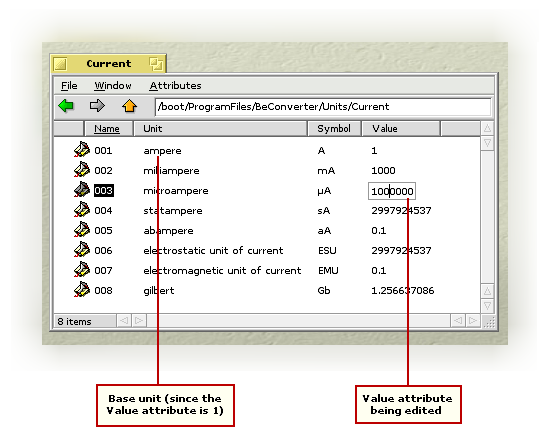 Current
File Window Attributes
/boot/ProgramFiles/BeConverter/Units/Current
Name Unit Symbol Value
001 ampere A 1
002 miliampere mA 1000
003 microampere µA 1000000
004 statampere sA 2997924537
005 abampere aA 0.1
006 electrostatic unit of current ESU 2997924537
007 electromagnetic unit of current EMU 0.1
008 gilbert Gb 1.256637086
8 items
Base unit (since the
Value attribute is 1)
Value attribute
being edited